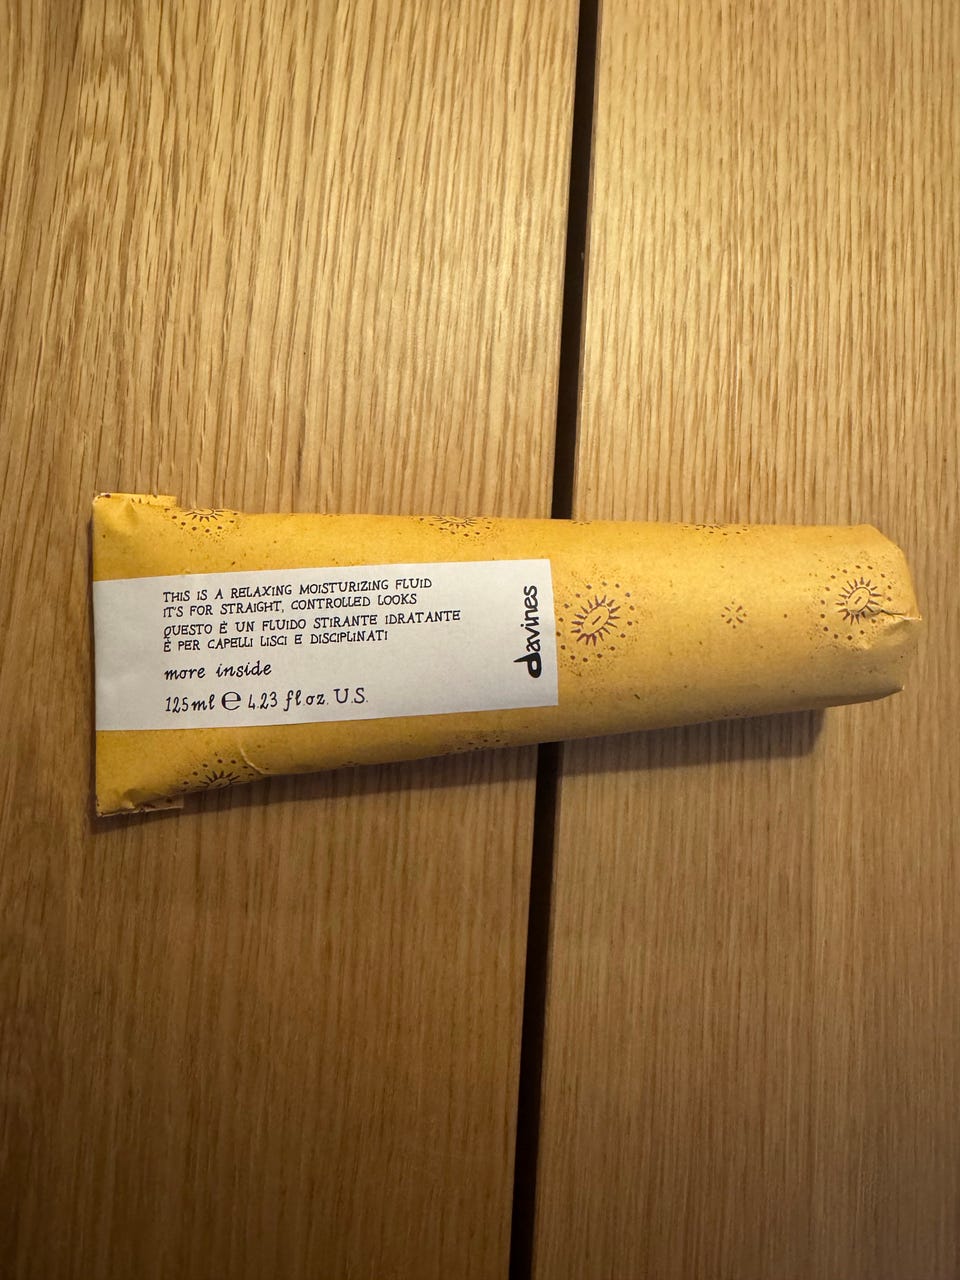 THIS IS A RELAXING MOISTURIZING FLUID
IT'S FOR STRAIGHT, CONTROLLED LOOKS
QUESTO È UN FLUIDO STIRANTE IDRATANTE
È PER CAPELLI LISCI E DISCIPLINATI
more inside
125ml ℮ 4.23 fl.oz. U.S.
davines